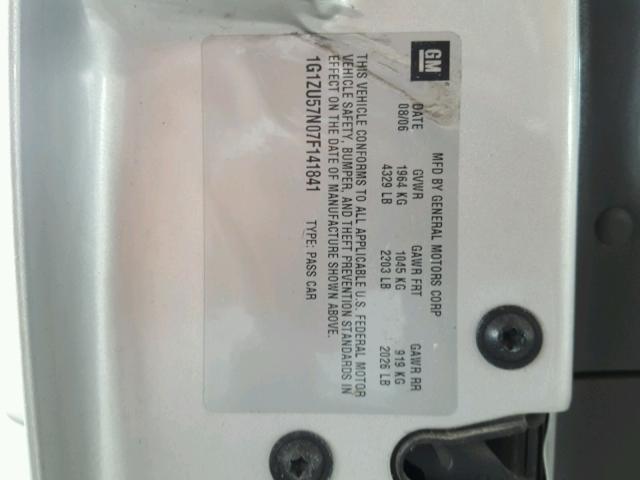 GM
MFD BY GENERAL MOTORS CORP
DATE GVWR GAWR FRT GAWR RR
08/06 1964 KG 1045 KG 919 KG
4329 LB 2303 LB 2026 LB
THIS VEHICLE CONFORMS TO ALL APPLICABLE U.S. FEDERAL MOTOR
VEHICLE SAFETY, BUMPER, AND THEFT PREVENTION STANDARDS IN
EFFECT ON THE DATE OF MANUFACTURE SHOWN ABOVE.
1G1ZU57N07F141841 TYPE: PASS CAR